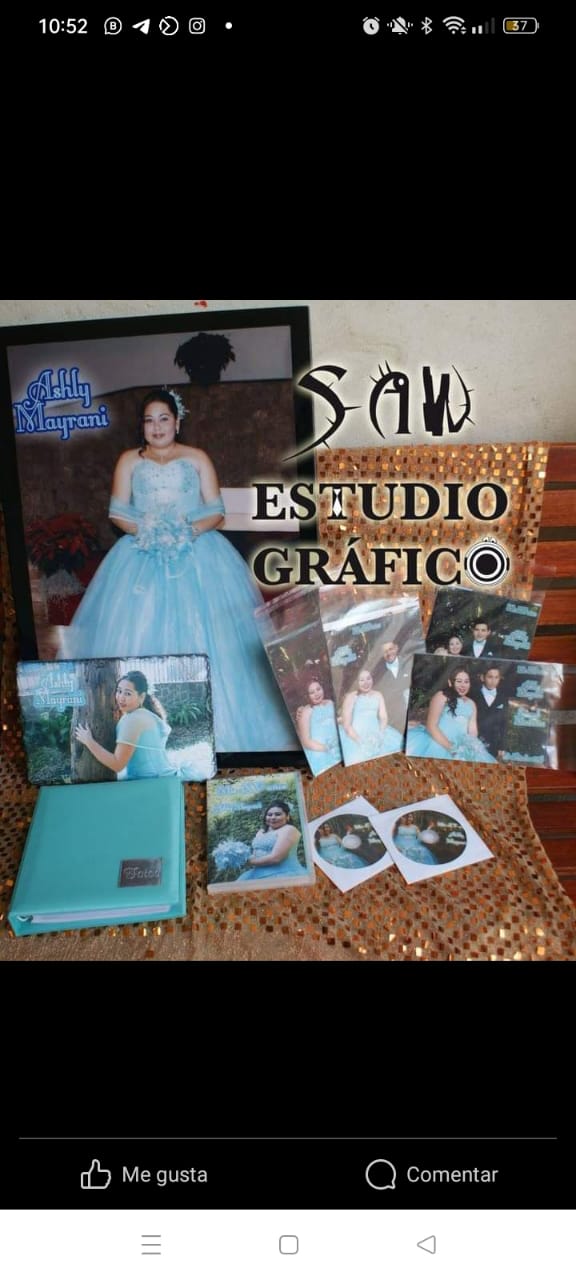 10:52
37
Ashly
Mayrani
SAW
ESTUDIO
GRÁFICO
Ashly
Mayrani
Fotos
Me gusta
Comentar